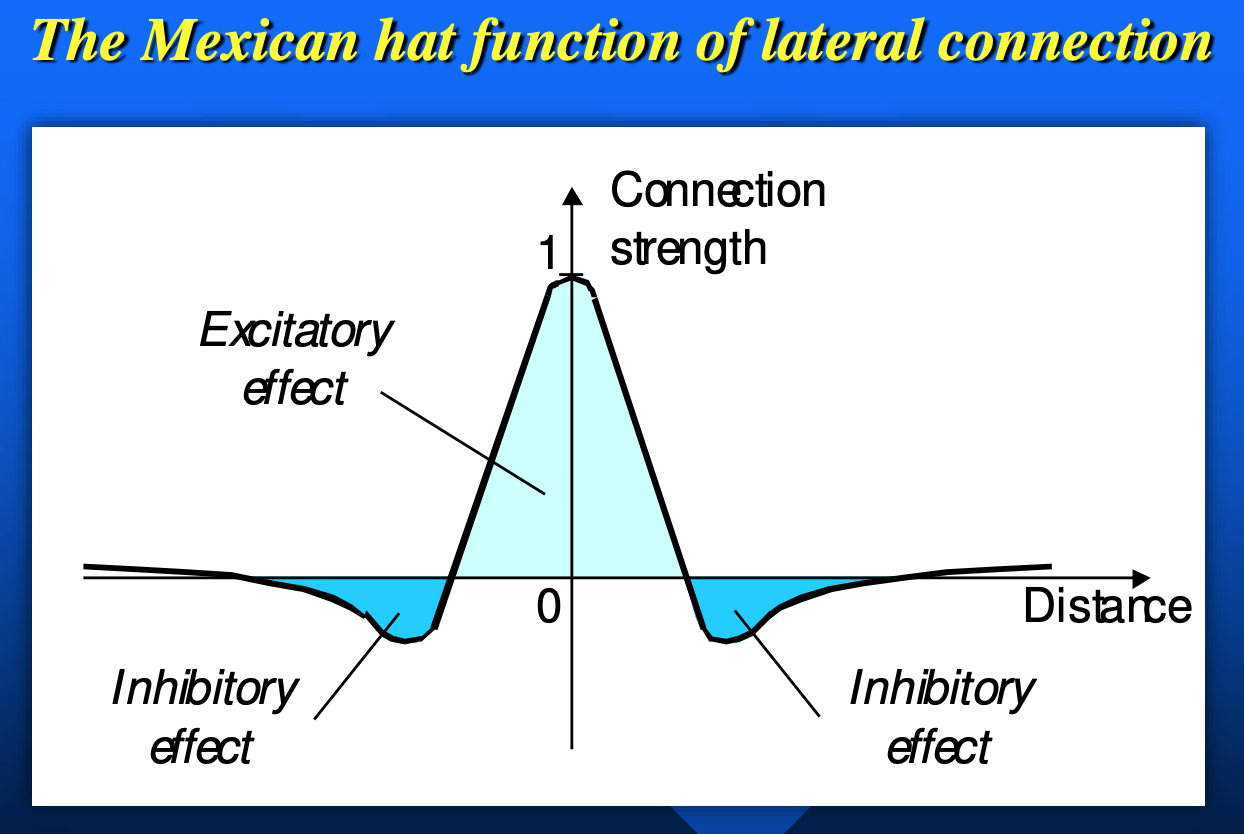 The Mexican hat function of lateral connection
Connection
strength
1
Excitatory
effect
0
Distance
Inhibitory
effect
Inhibitory
effect